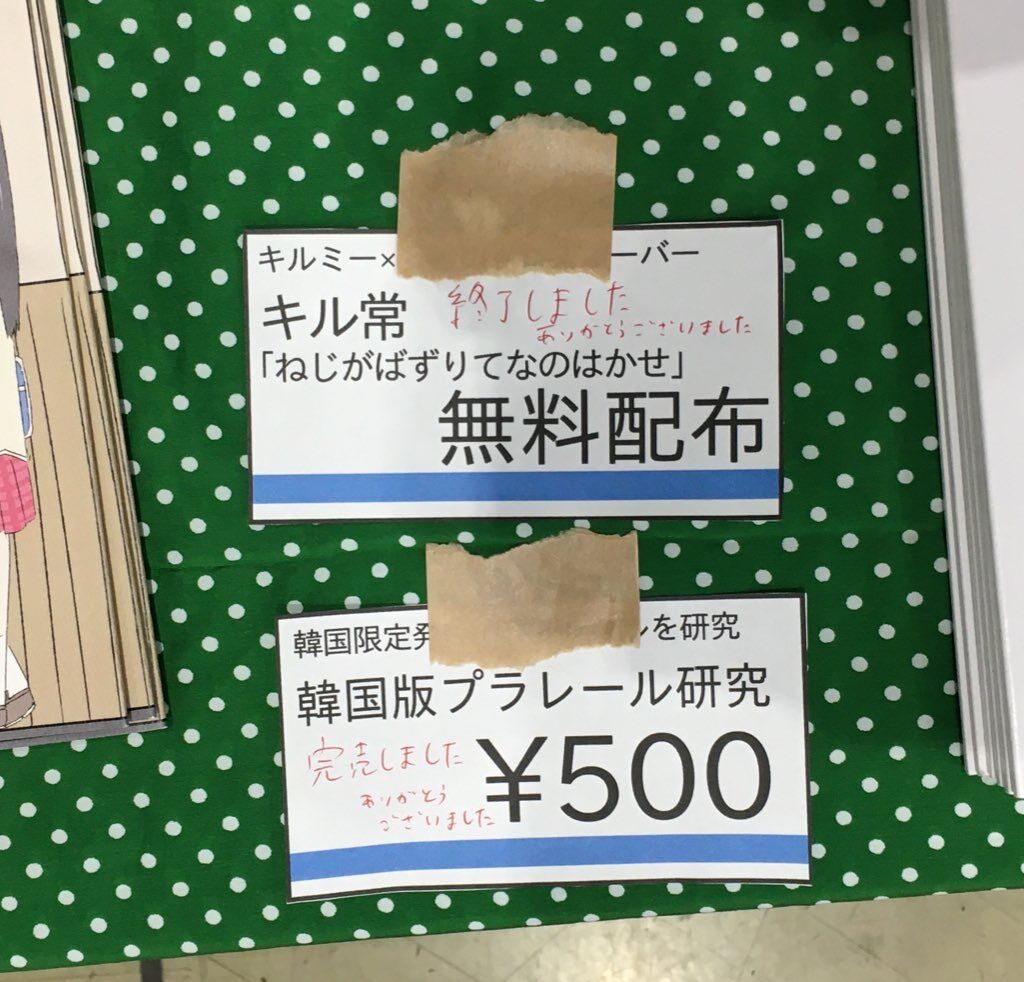 キルミー×
ーバー
キル常
終了しました
ありがとうございました
「ねじがばずりてなのはかせ」
無料配布
韓国限定発
ルを研究
韓国版プラレール研究
完売しました
¥500
ありがとう
ございました